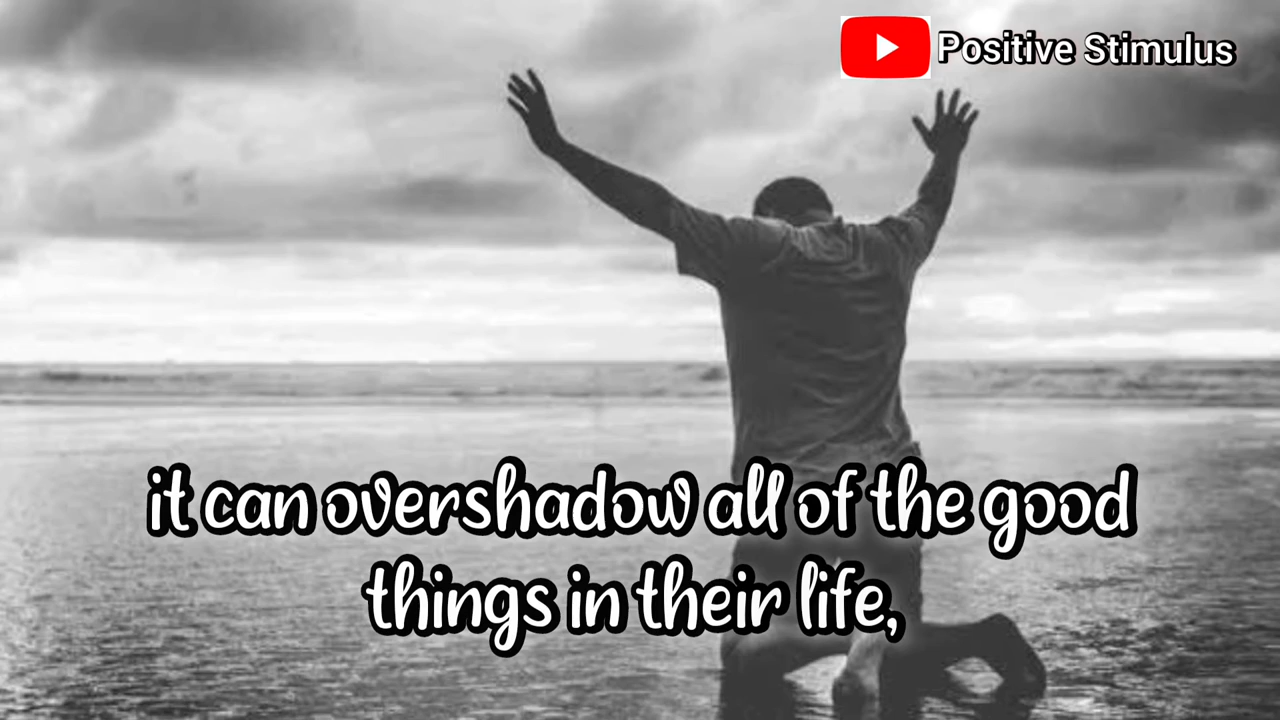 Positive Stimulus
it can overshadow all of the good
things in their life,